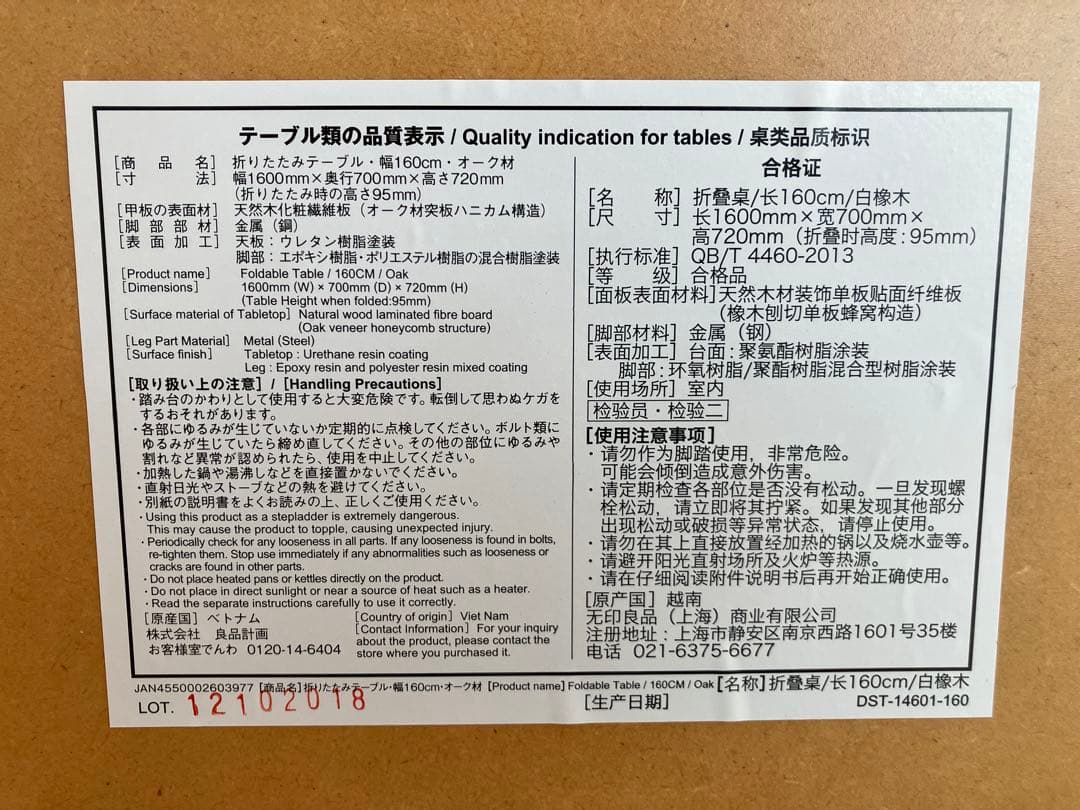 テーブル類の品質表示 / Quality indication for tables / 桌类品质标识
[商品名] 折りたたみテーブル・幅160cm・オーク材
[寸法] 幅1600mm×奥行700mm×高さ720mm
(折りたたみ時の高さ95mm)
[甲板の表面材] 天然木化粧繊維板（オーク材突板ハニカム構造）
[脚部部材] 金属（鋼）
[表面加工] 天板：ウレタン樹脂塗装
脚部：エポキシ樹脂・ポリエステル樹脂の混合樹脂塗装
[Product name] Foldable Table / 160CM / Oak
[Dimensions] 1600mm (W) × 700mm (D) × 720mm (H)
(Table Height when folded:95mm)
[Surface material of Tabletop] Natural wood laminated fibre board
(Oak veneer honeycomb structure)
[Leg Part Material] Metal (Steel)
[Surface finish] Tabletop : Urethane resin coating
Leg : Epoxy resin and polyester resin mixed coating
[取り扱い上の注意] / [Handling Precautions]
・踏み台のかわりとして使用すると大変危険です。転倒して思わぬケガを
するおそれがあります。
・各部にゆるみが生じていないか定期的に点検してください。ボルト類に
ゆるみが生じていたら締め直してください。その他の部位にゆるみや
割れなど異常が認められたら、使用を中止してください。
・加熱した鍋や湯沸しなどを直接置かないでください。
・直射日光やストーブなどの熱を避けてください。
・別紙の説明書をよくお読みの上、正しくご使用ください。
・Using this product as a stepladder is extremely dangerous.
This may cause the product to topple, causing unexpected injury.
・Periodically check for any looseness in all parts. If any looseness is found in bolts,
re-tighten them. Stop use immediately if any abnormalities such as looseness or
cracks are found in other parts.
・Do not place heated pans or kettles directly on the product.
・Do not place in direct sunlight or near a source of heat such as a heater.
・Read the separate instructions carefully to use it correctly.
[原産国] ベトナム
株式会社 良品計画
お客様室でんわ 0120-14-6404
[Country of origin] Viet Nam
[Contact Information] For your inquiry
about the product, please contact the
store where you purchased it.
合格证
[名称] 折叠桌/长160cm/白橡木
[尺寸] 长1600mm×宽700mm×
高720mm（折叠时高度：95mm）
[执行标准] QB/T 4460-2013
[等级] 合格品
[面板表面材料] 天然木材装饰单板贴面纤维板
（橡木刨切单板蜂窝构造）
[脚部材料] 金属（钢）
[表面加工] 台面：聚氨酯树脂涂装
脚部：环氧树脂/聚酯树脂混合型树脂涂装
[使用场所] 室内
检验员・检验二
[使用注意事项]
・请勿作为脚踏使用，非常危险。
可能会倾倒造成意外伤害。
・请定期检查各部位是否没有松动。一旦发现螺
栓松动，请立即将其拧紧。如果发现其他部分
出现松动或破损等异常状态，请停止使用。
・请勿在其上直接放置经加热的锅以及烧水壶等。
・请避开阳光直射场所及火炉等热源。
・请在仔细阅读附件说明书后再开始正确使用。
[原产国] 越南
无印良品（上海）商业有限公司
注册地址：上海市静安区南京西路1601号35楼
电话 021-6375-6677
JAN4550002603977 [商品名]折りたたみテーブル・幅160cm・オーク材 [Product name] Foldable Table / 160CM / Oak [名称]折叠桌/长160cm/白橡木
LOT. 12102018 [生产日期] DST-14601-160